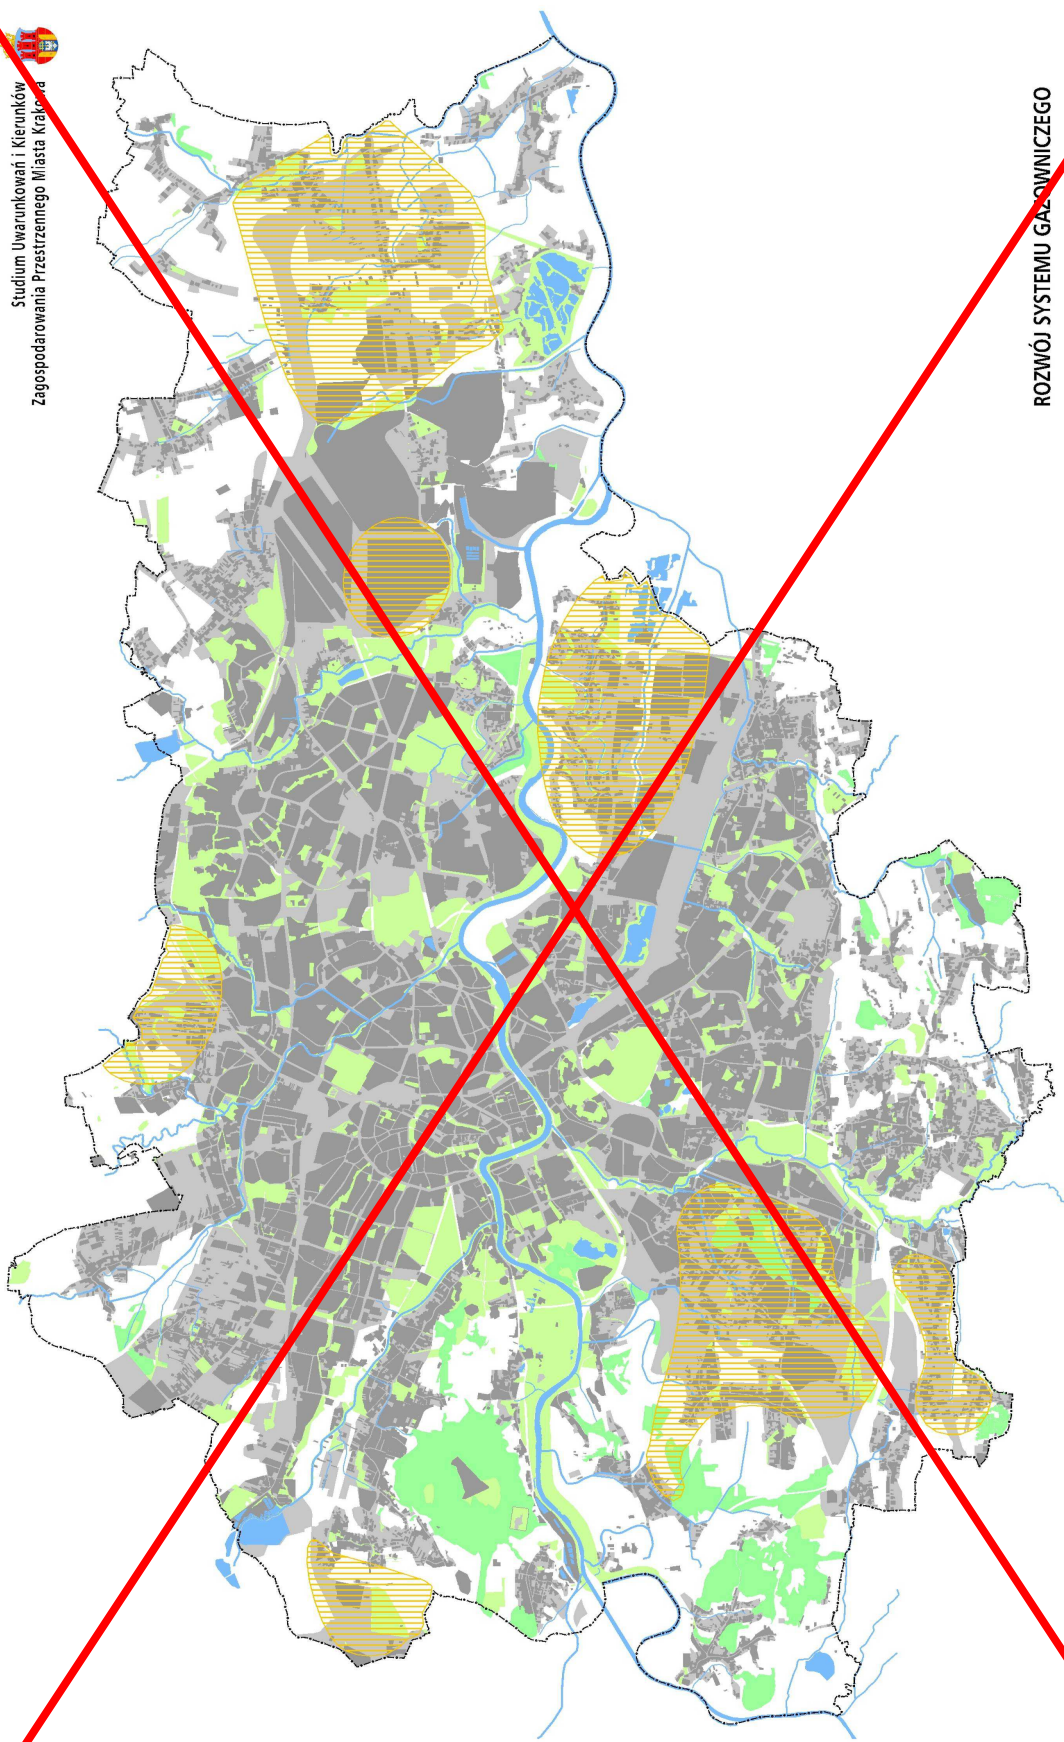 Studium Uwarunkowań i Kierunków
Zagospodarowania Przestrzennego Miasta Krakowa
ROZWÓJ SYSTEMU GAZOWNICZEGO